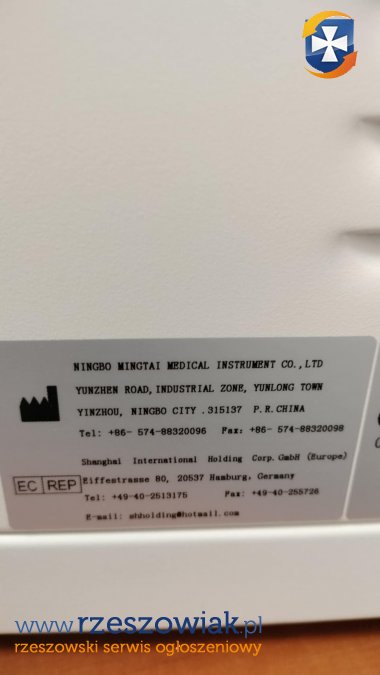 NINGBO MINGTAI MEDICAL INSTRUMENT CO.,LTD
YUNZHEN ROAD, INDUSTRIAL ZONE, YUNLONG TOWN
YINZHOU, NINGBO CITY .315137 P.R.CHINA
Tel: +86- 574-88320096 Fax: +86- 574-88320098
Shanghai International Holding Corp.GmbH (Europe)
EC REP Eiffestrasse 80, 20537 Hamburg, Germany
Tel: +49-40-2513175 Fax: +49-40-255726
E-mail: shholding@hotmail.com
www.rzeszowiak.pl
rzeszowski serwis ogłoszeniowy